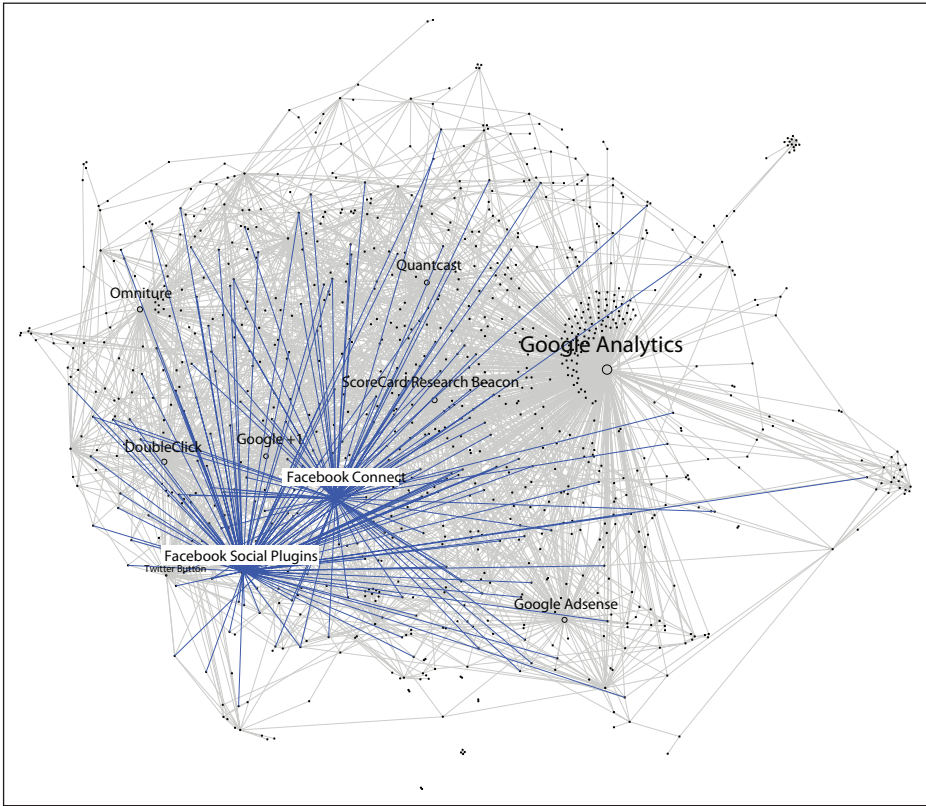 Quantcast
Omniture
Google Analytics
ScoreCard Research Beacon
Google +1
DoubleClick
Facebook Connect
Facebook Social Plugins
Twitter Button
Google Adsense